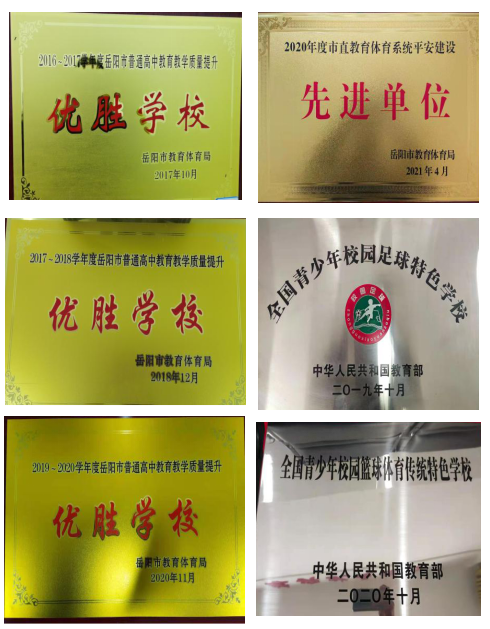 2016~2017学年度岳阳市普通高中教育教学质量提升
优胜学校
岳阳市教育体育局
2017年10月
2020年度市直教育体育系统平安建设
先进单位
岳阳市教育体育局
2021年4月
2017~2018学年度岳阳市普通高中教育教学质量提升
优胜学校
岳阳市教育体育局
2018年12月
全国青少年校园足球特色学校
校园足球
中华人民共和国教育部
二〇一九年十月
2019~2020学年度岳阳市普通高中教育教学质量提升
优胜学校
岳阳市教育体育局
2020年11月
全国青少年校园篮球体育传统特色学校
中华人民共和国教育部
二〇二〇年十月